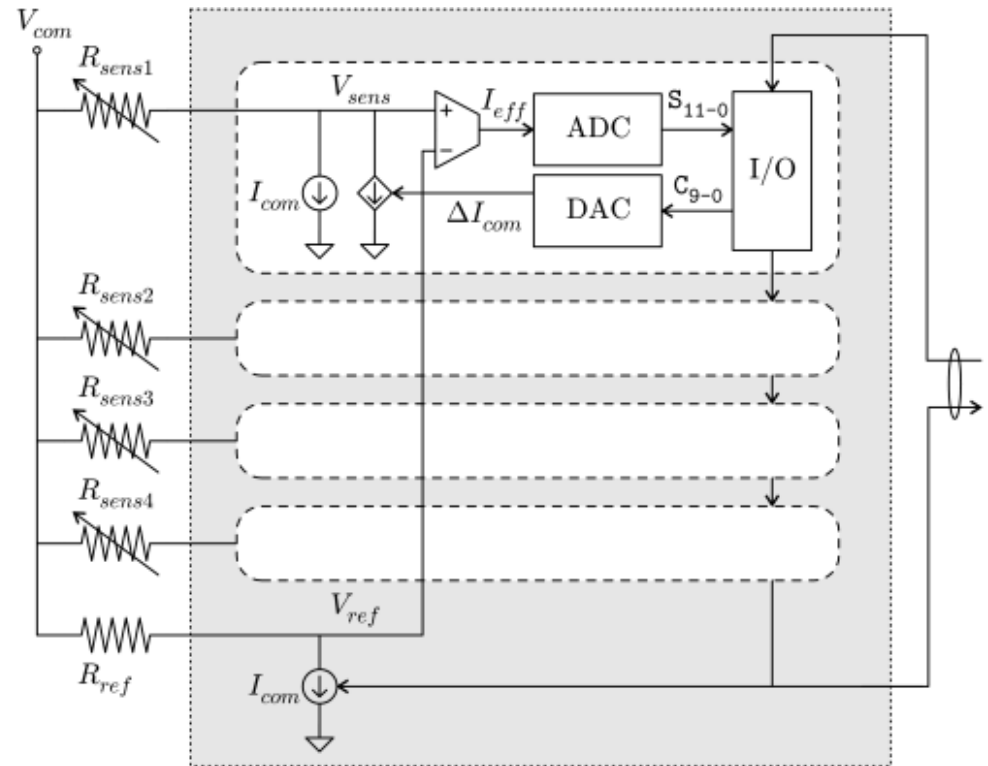 V_com
R_sens1
V_sens
+
−
I_eff
ADC
S_11-0
I/O
I_com
ΔI_com
DAC
C_9-0
R_sens2
R_sens3
R_sens4
V_ref
R_ref
I_com